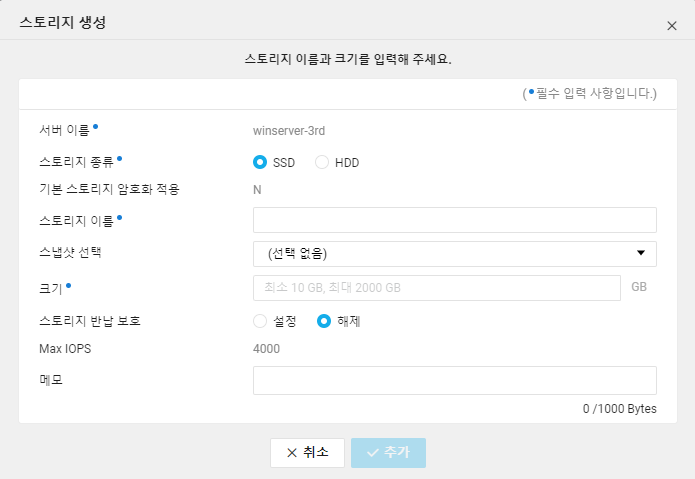 스토리지 생성
스토리지 이름과 크기를 입력해 주세요.
(•필수 입력 사항입니다.)
서버 이름• winserver-3rd
스토리지 종류• SSD HDD
기본 스토리지 암호화 적용 N
스토리지 이름•
스냅샷 선택 (선택 없음)
크기• 최소 10 GB, 최대 2000 GB GB
스토리지 반납 보호 설정 해제
Max IOPS 4000
메모
0 /1000 Bytes
취소 추가